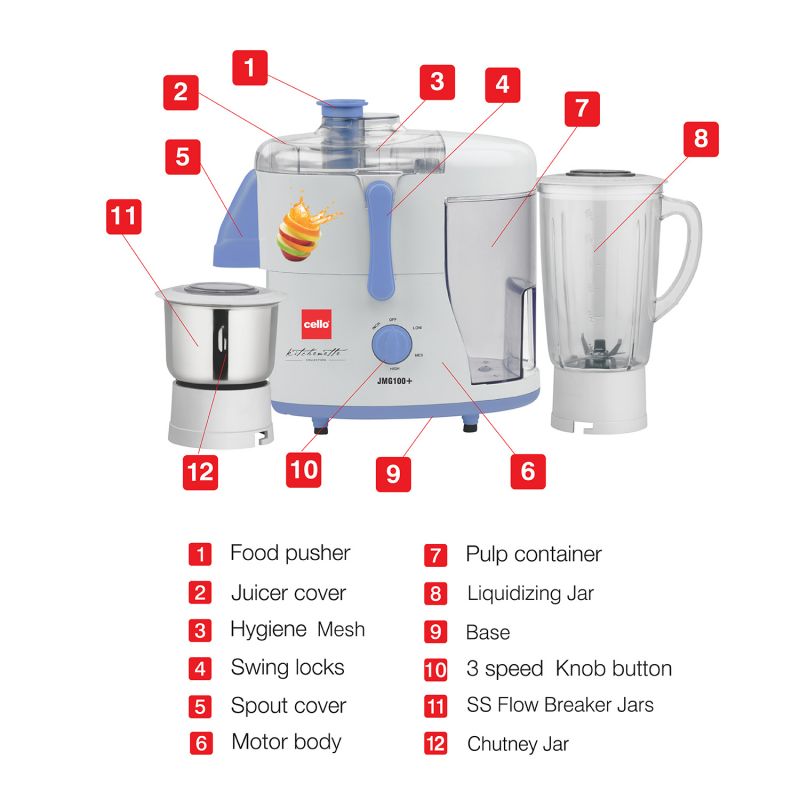 1
3
4
2
7
8
5
11
cello
kitchenette
COLLECTION
OFF
INCH
LOW
MED
HIGH
JMG100+
12
10
9
6
1 Food pusher
2 Juicer cover
3 Hygiene Mesh
4 Swing locks
5 Spout cover
6 Motor body
7 Pulp container
8 Liquidizing Jar
9 Base
10 3 speed Knob button
11 SS Flow Breaker Jars
12 Chutney Jar